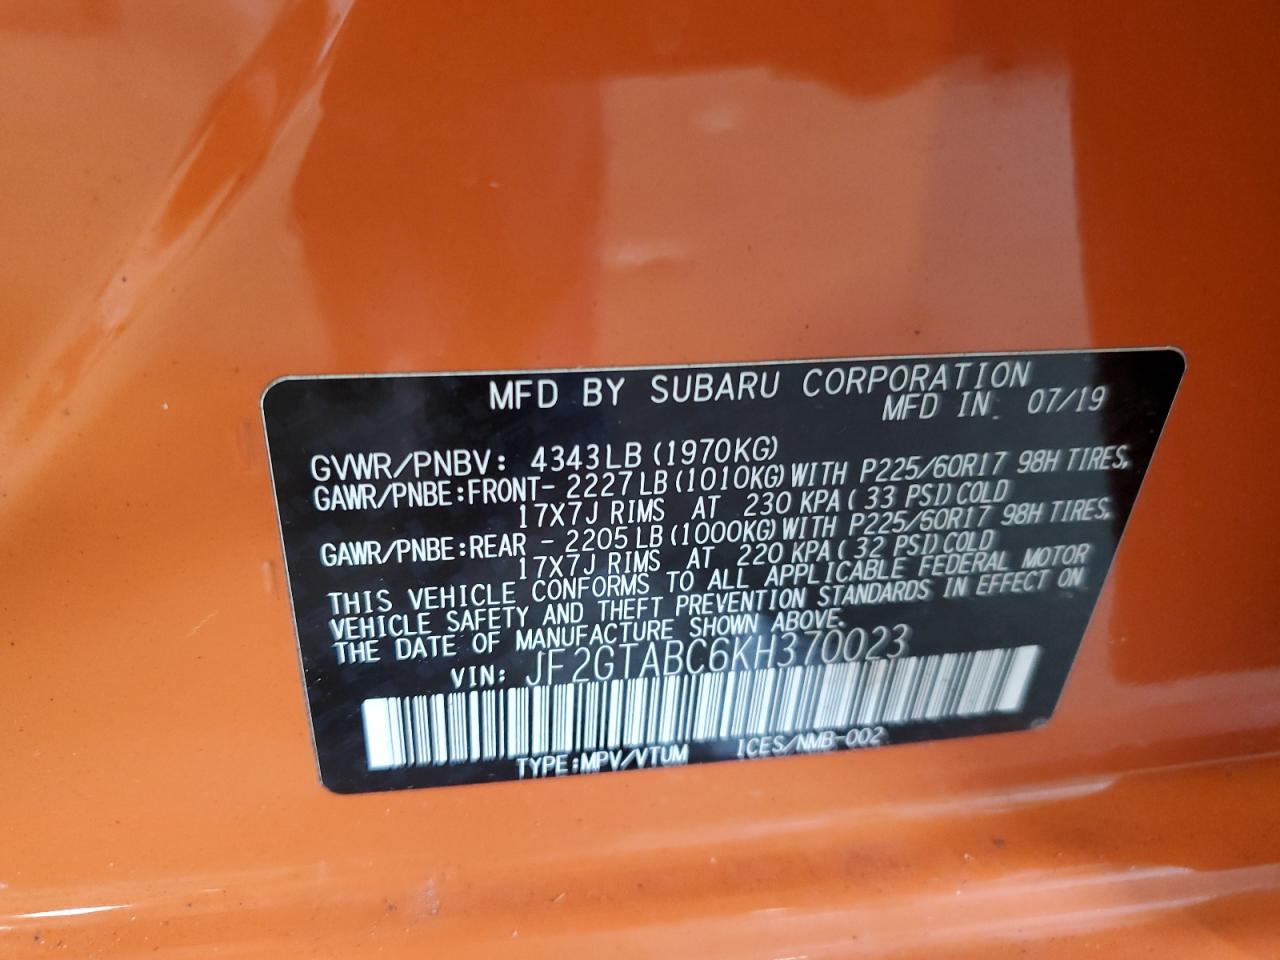 MFD BY SUBARU CORPORATION
MFD IN 07/19
GVWR/PNBV: 4343LB (1970KG)
GAWR/PNBE:FRONT- 2227LB (1010KG) WITH P225/60R17 98H TIRES,
17X7J RIMS AT 230 KPA (33 PSI) COLD
GAWR/PNBE:REAR - 2205LB (1000KG) WITH P225/60R17 98H TIRES,
17X7J RIMS AT 220 KPA (32 PSI) COLD
THIS VEHICLE CONFORMS TO ALL APPLICABLE FEDERAL MOTOR
VEHICLE SAFETY AND THEFT PREVENTION STANDARDS IN EFFECT ON
THE DATE OF MANUFACTURE SHOWN ABOVE.
VIN: JF2GTABC6KH370023
TYPE:MPV/VTUM ICES/NMB-002